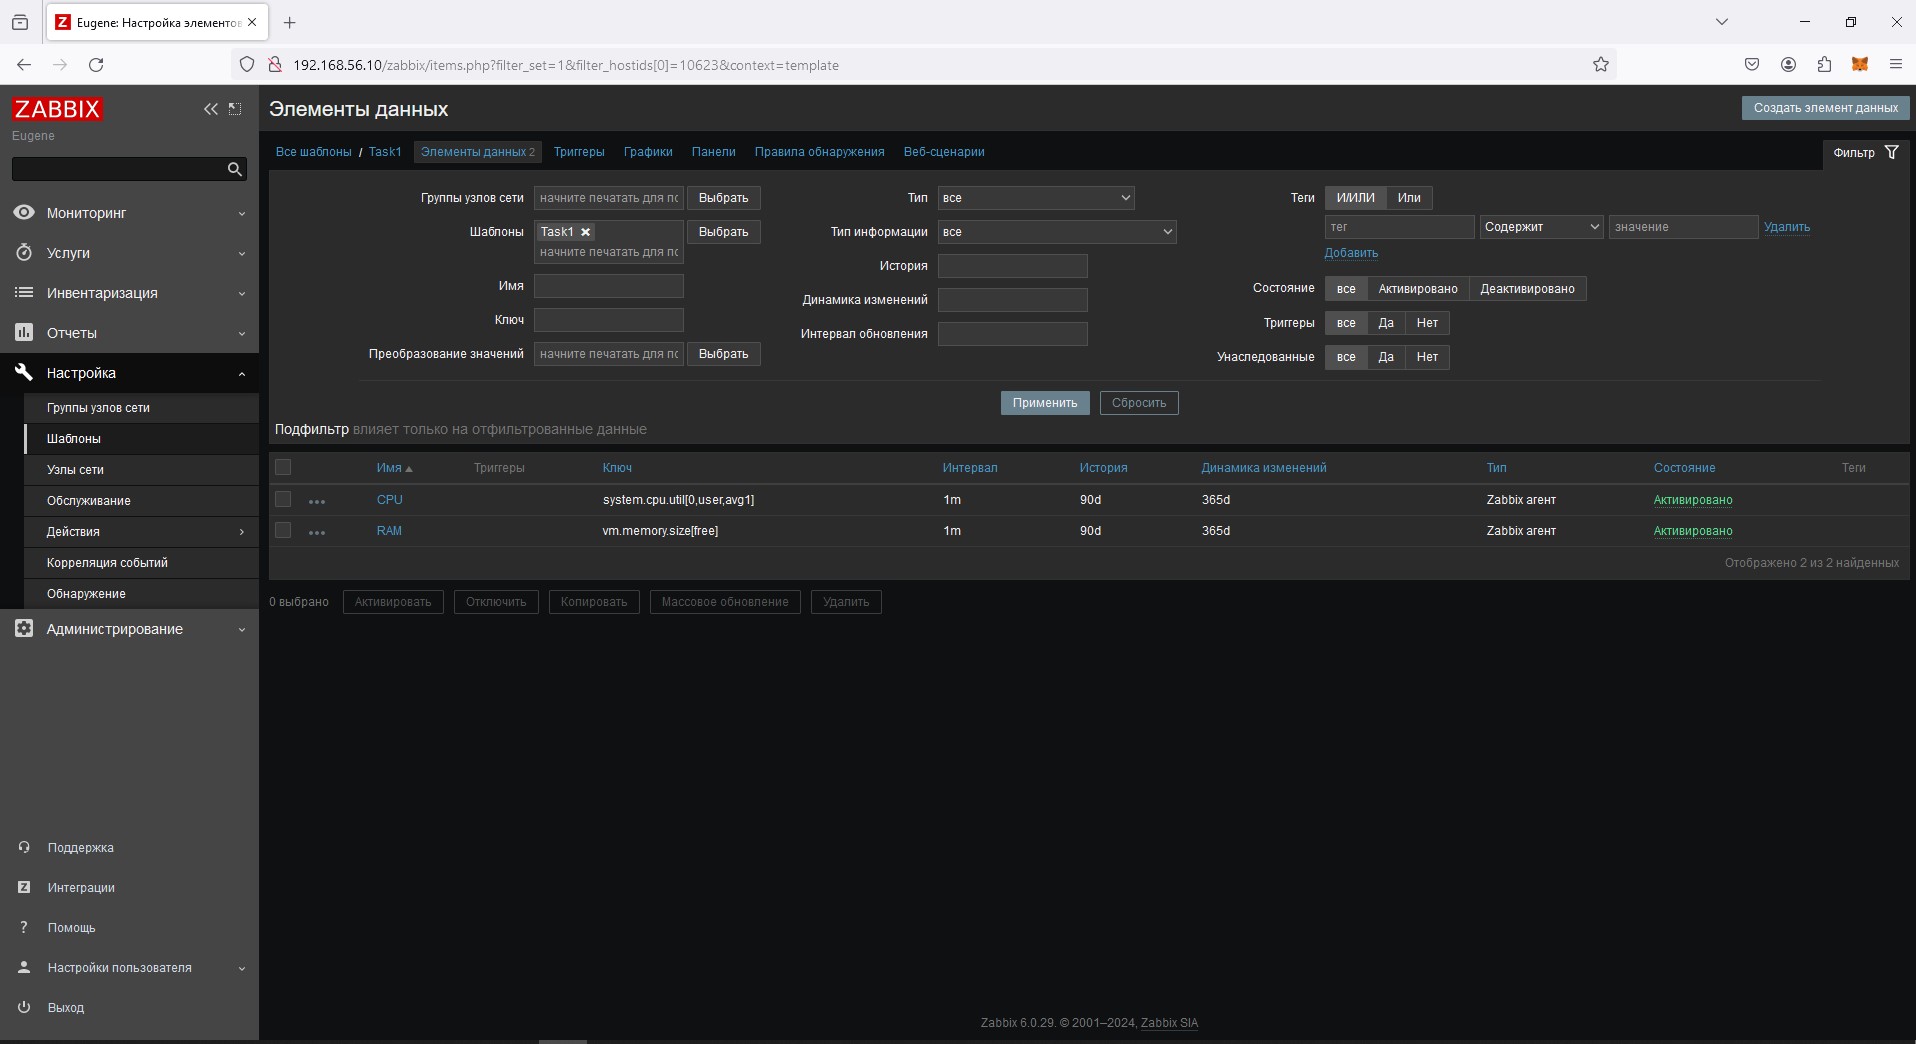 Eugene: Настройка элементов
192.168.56.10/zabbix/items.php?filter_set=1&filter_hostids[0]=10623&context=template
ZABBIX
Eugene
Мониторинг
Услуги
Инвентаризация
Отчеты
Настройка
Группы узлов сети
Шаблоны
Узлы сети
Обслуживание
Действия
Корреляция событий
Обнаружение
Администрирование
Поддержка
Интеграции
Помощь
Настройки пользователя
Выход
Элементы данных
Создать элемент данных
Все шаблоны / Task1 Элементы данных 2 Триггеры Графики Панели Правила обнаружения Веб-сценарии
Фильтр
Группы узлов сети начните печатать для по Выбрать
Шаблоны Task1 Выбрать
начните печатать для по
Имя
Ключ
Преобразование значений начните печатать для по Выбрать
Тип все
Тип информации все
История
Динамика изменений
Интервал обновления
Теги И/ИЛИ Или
тег Содержит значение Удалить
Добавить
Состояние все Активировано Деактивировано
Триггеры все Да Нет
Унаследованные все Да Нет
Применить Сбросить
Подфильтр влияет только на отфильтрованные данные
Имя Триггеры Ключ Интервал История Динамика изменений Тип Состояние Теги
CPU system.cpu.util[0,user,avg1] 1m 90d 365d Zabbix агент Активировано
RAM vm.memory.size[free] 1m 90d 365d Zabbix агент Активировано
Отображено 2 из 2 найденных
0 выбрано Активировать Отключить Копировать Массовое обновление Удалить
Zabbix 6.0.29. © 2001–2024, Zabbix SIA